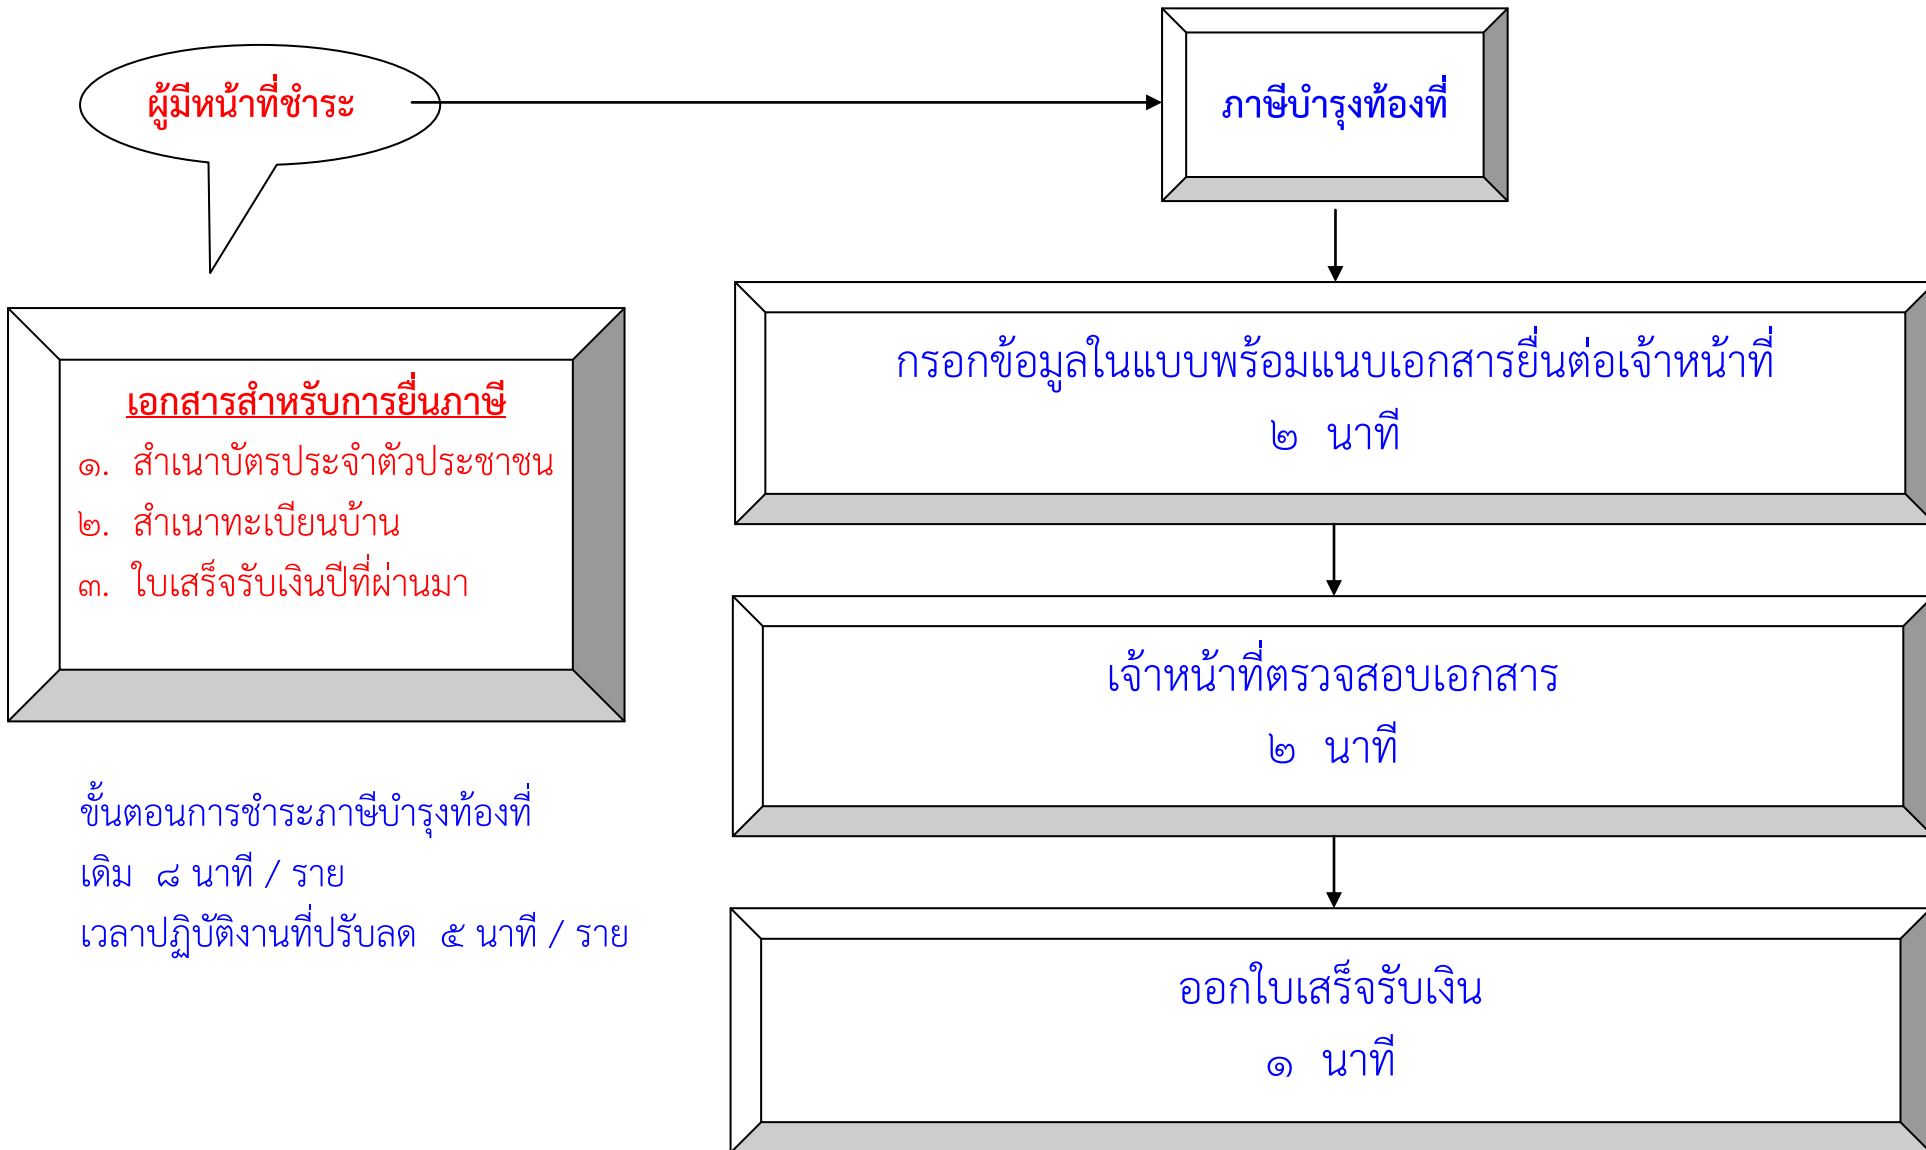 ผู้มีหน้าที่ชำระ
ภาษีบำรุงท้องที่
เอกสารสำหรับการยื่นภาษี
๑. สำเนาบัตรประจำตัวประชาชน
๒. สำเนาทะเบียนบ้าน
๓. ใบเสร็จรับเงินปีที่ผ่านมา
ขั้นตอนการชำระภาษีบำรุงท้องที่
เดิม ๘ นาที / ราย
เวลาปฏิบัติงานที่ปรับลด ๕ นาที / ราย
กรอกข้อมูลในแบบพร้อมแนบเอกสารยื่นต่อเจ้าหน้าที่
๒ นาที
เจ้าหน้าที่ตรวจสอบเอกสาร
๒ นาที
ออกใบเสร็จรับเงิน
๑ นาที